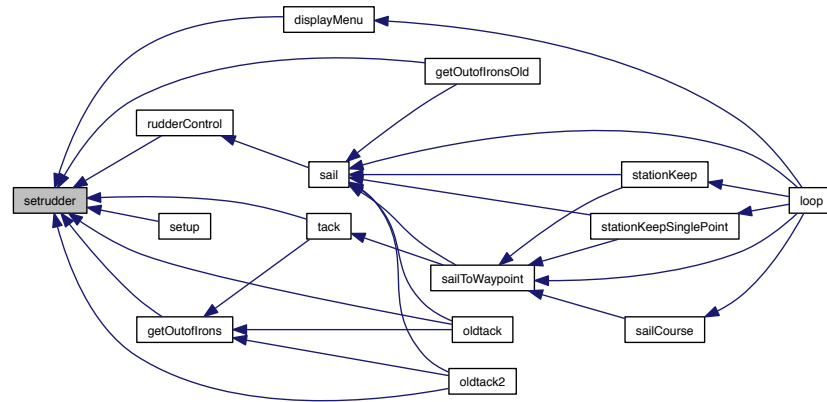 displayMenu
getOutofIronsOld
rudderControl
sail
stationKeep
setrudder
loop
setup
tack
stationKeepSinglePoint
sailToWaypoint
getOutofIrons
oldtack
sailCourse
oldtack2